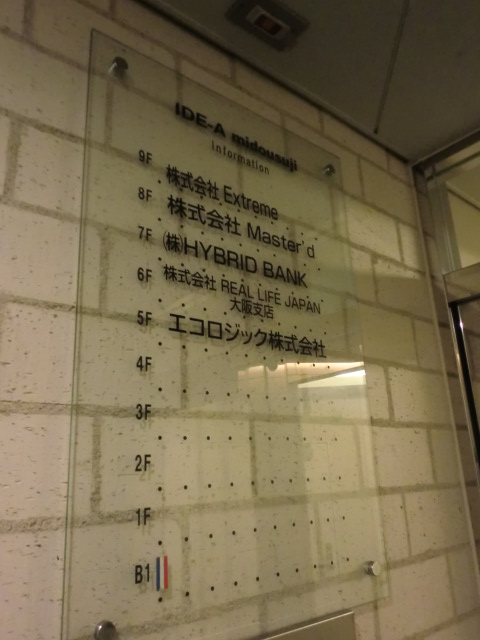 IDE-A midousuji
Information
9F 株式会社 Extreme
8F 株式会社 Master'd
7F ㈱HYBRID BANK
6F 株式会社 REAL LIFE JAPAN
大阪支店
5F エコロジック株式会社
4F
3F
2F
1F
B1